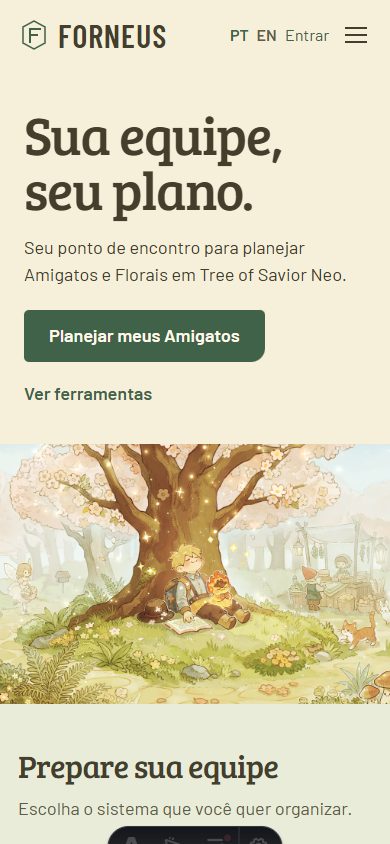 FORNEUS
PT EN Entrar
Sua equipe,
seu plano.
Seu ponto de encontro para planejar
Amigatos e Florais em Tree of Savior Neo.
Planejar meus Amigatos
Ver ferramentas
Prepare sua equipe
Escolha o sistema que você quer organizar.